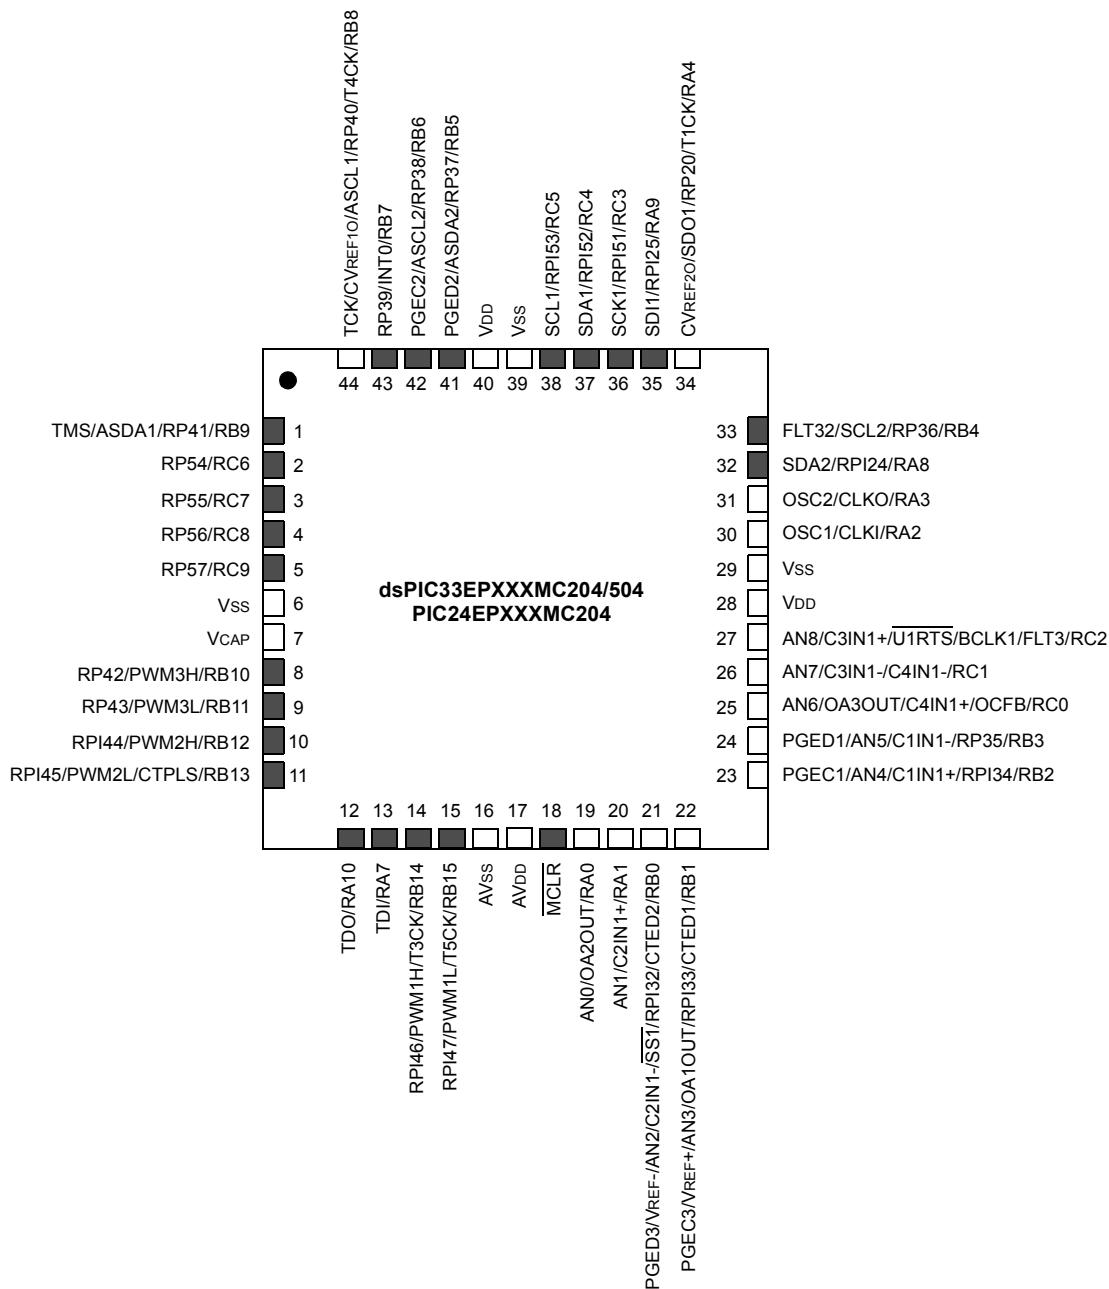 TCK/CVREF1O/ASCL1/RP40/T4CK/RB8
RP39/INT0/RB7
PGEC2/ASCL2/RP38/RB6
PGED2/ASDA2/RP37/RB5
VDD
VSS
SCL1/RPI53/RC5
SDA1/RPI52/RC4
SCK1/RPI51/RC3
SDI1/RPI25/RA9
CVREF2O/SDO1/RP20/T1CK/RA4
44 43 42 41 40 39 38 37 36 35 34
TMS/ASDA1/RP41/RB9 1
RP54/RC6 2
RP55/RC7 3
RP56/RC8 4
RP57/RC9 5
VSS 6
VCAP 7
RP42/PWM3H/RB10 8
RP43/PWM3L/RB11 9
RPI44/PWM2H/RB12 10
RPI45/PWM2L/CTPLS/RB13 11
dsPIC33EPXXXMC204/504
PIC24EPXXXMC204
33 FLT32/SCL2/RP36/RB4
32 SDA2/RPI24/RA8
31 OSC2/CLKO/RA3
30 OSC1/CLKI/RA2
29 VSS
28 VDD
27 AN8/C3IN1+/U1RTS/BCLK1/FLT3/RC2
26 AN7/C3IN1-/C4IN1-/RC1
25 AN6/OA3OUT/C4IN1+/OCFB/RC0
24 PGED1/AN5/C1IN1-/RP35/RB3
23 PGEC1/AN4/C1IN1+/RPI34/RB2
12 13 14 15 16 17 18 19 20 21 22
TDO/RA10
TDI/RA7
RPI46/PWM1H/T3CK/RB14
RPI47/PWM1L/T5CK/RB15
AVSS
AVDD
MCLR
AN0/OA2OUT/RA0
AN1/C2IN1+/RA1
PGED3/VREF-/AN2/C2IN1-/SS1/RPI32/CTED2/RB0
PGEC3/VREF+/AN3/OA1OUT/RPI33/CTED1/RB1